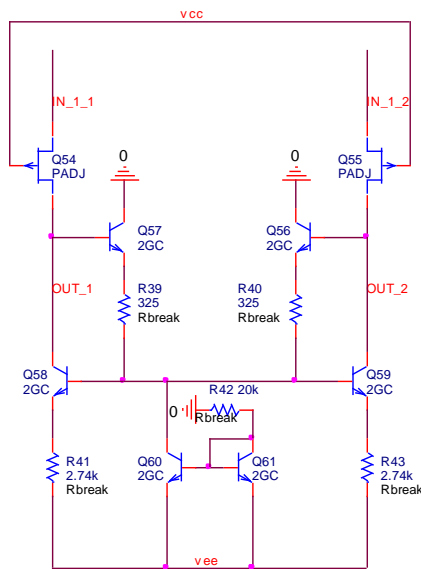 vcc
IN_1_1
IN_1_2
Q54
PADJ
Q55
PADJ
0
0
Q57
2GC
Q56
2GC
OUT_1
R39
325
Rbreak
R40
325
Rbreak
OUT_2
Q58
2GC
Q59
2GC
R42 20k
0
Rbreak
R41
2.74k
Rbreak
Q60
2GC
Q61
2GC
R43
2.74k
Rbreak
vee